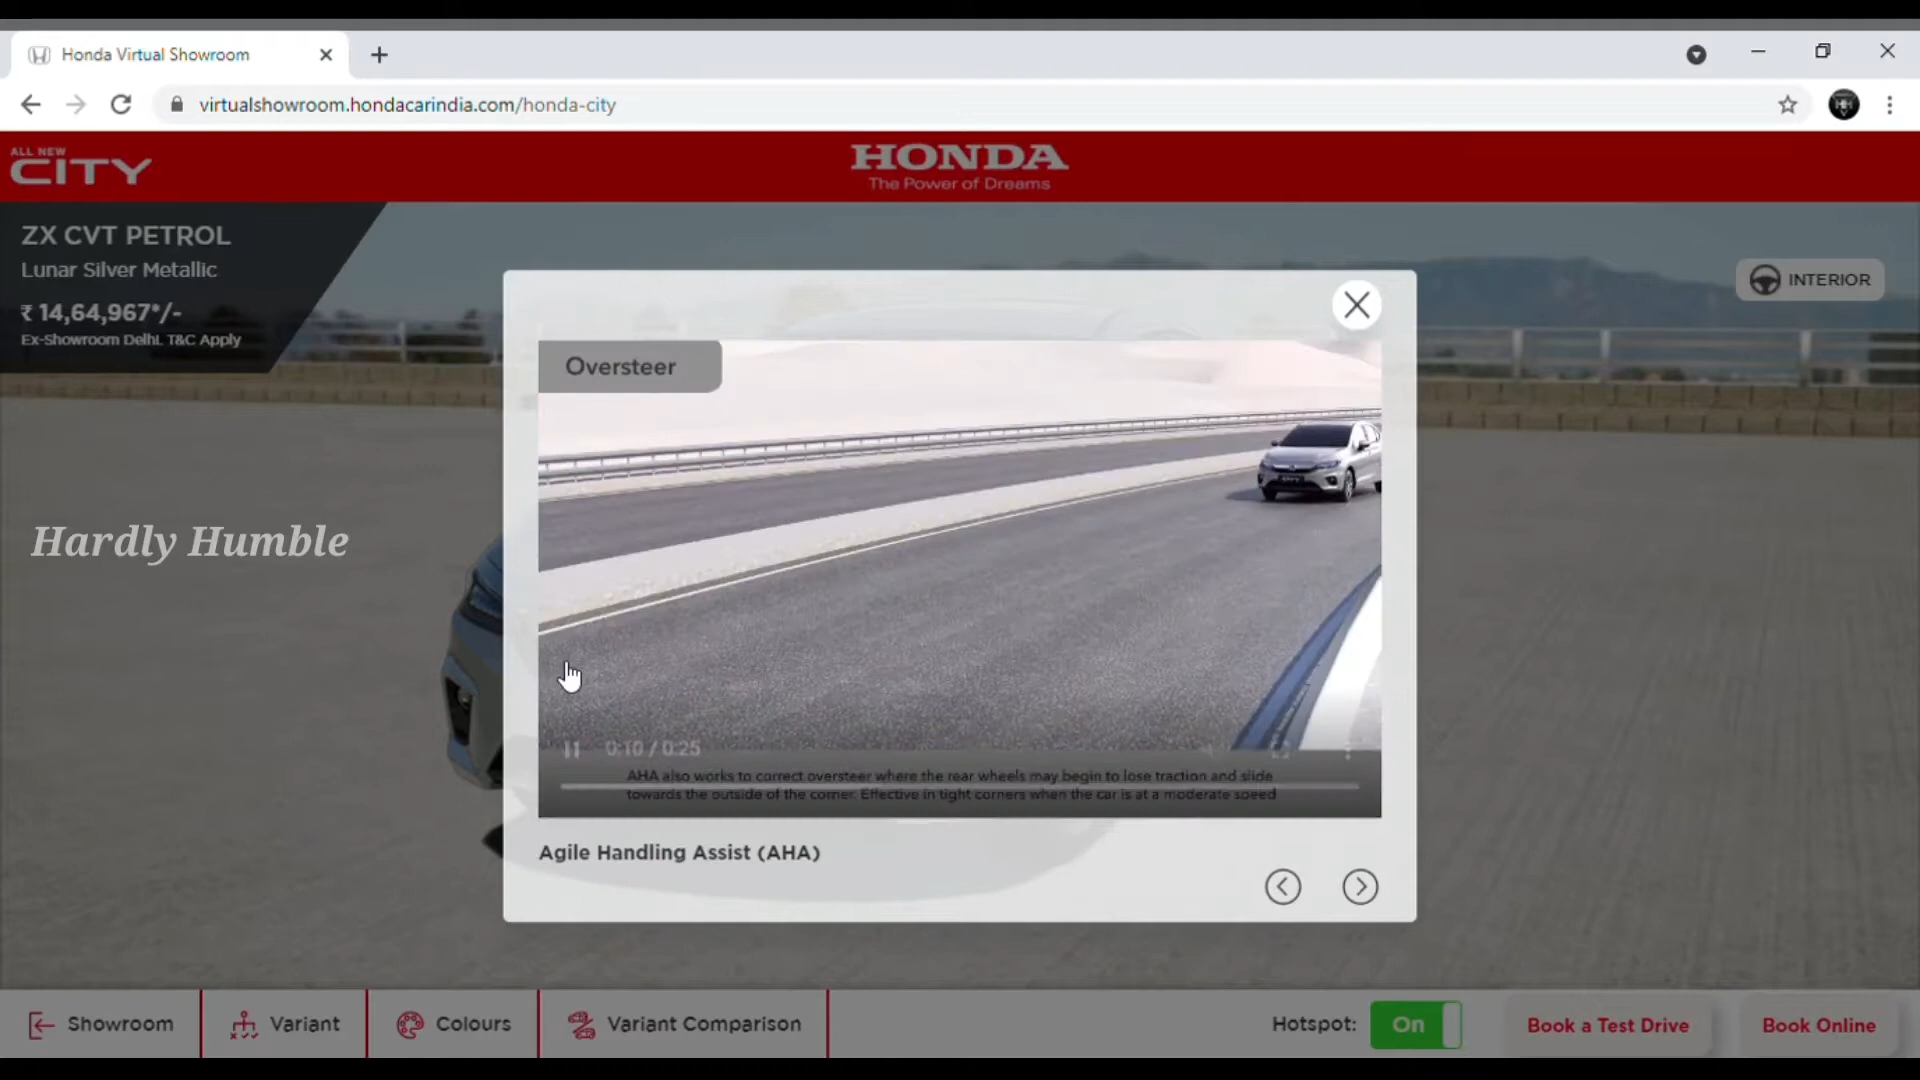 Honda Virtual Showroom
virtualshowroom.hondacarindia.com/honda-city
ALL NEW
CITY
HONDA
The Power of Dreams
ZX CVT PETROL
Lunar Silver Metallic
₹ 14,64,967*/-
Ex-Showroom Delhi. T&C Apply
INTERIOR
Oversteer
Hardly Humble
0:10 / 0:25
AHA also works to correct oversteer where the rear wheels may begin to lose traction and slide
towards the outside of the corner. Effective in tight corners when the car is at a moderate speed
Agile Handling Assist (AHA)
Showroom
Variant
Colours
Variant Comparison
Hotspot:
On
Book a Test Drive
Book Online